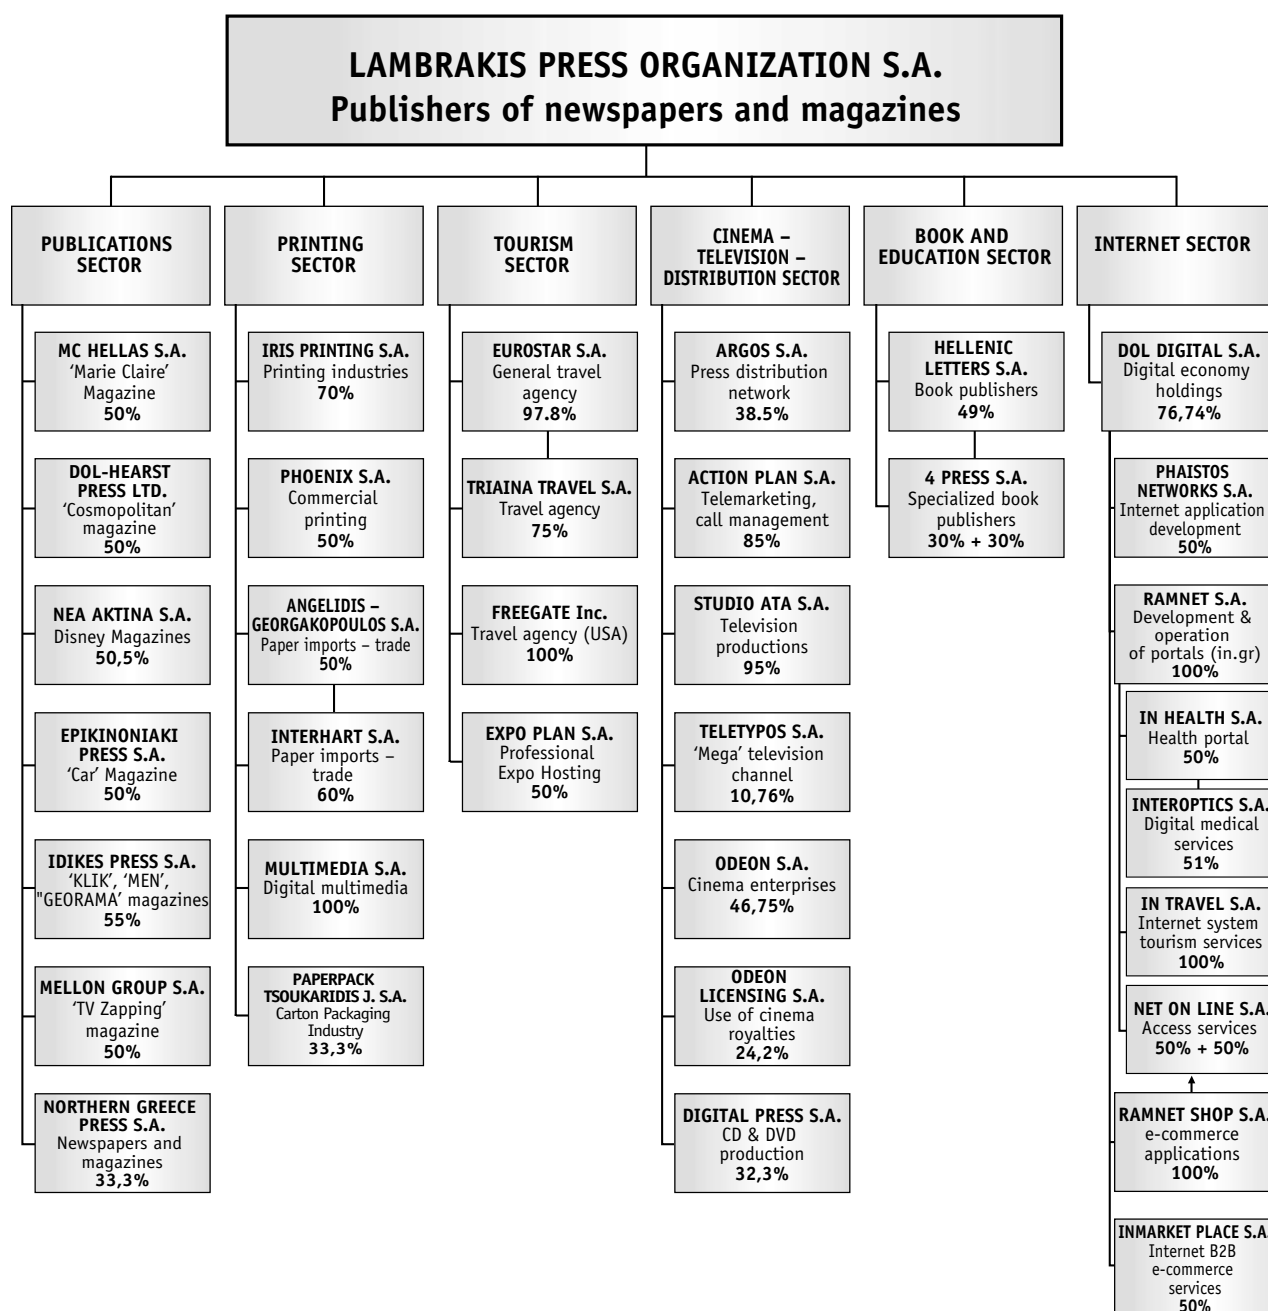 LAMBRAKIS PRESS ORGANIZATION S.A.
Publishers of newspapers and magazines
PUBLICATIONS
SECTOR
MC HELLAS S.A.
‘Marie Claire’
Magazine
50%
DOL-HEARST
PRESS LTD.
‘Cosmopolitan’
magazine
50%
NEA AKTINA S.A.
Disney Magazines
50,5%
EPIKINONIAKI
PRESS S.A.
‘Car’ Magazine
50%
IDIKES PRESS S.A.
‘KLIK’, ‘MEN’,
"GEORAMA’ magazines
55%
MELLON GROUP S.A.
‘TV Zapping’
magazine
50%
NORTHERN GREECE
PRESS S.A.
Newspapers and
magazines
33,3%
PRINTING
SECTOR
IRIS PRINTING S.A.
Printing industries
70%
PHOENIX S.A.
Commercial
printing
50%
ANGELIDIS –
GEORGAKOPOULOS S.A.
Paper imports – trade
50%
INTERHART S.A.
Paper imports –
trade
60%
MULTIMEDIA S.A.
Digital multimedia
100%
PAPERPACK
TSOUKARIDIS J. S.A.
Carton Packaging
Industry
33,3%
TOURISM
SECTOR
EUROSTAR S.A.
General travel
agency
97.8%
TRIAINA TRAVEL S.A.
Travel agency
75%
FREEGATE Inc.
Travel agency (USA)
100%
EXPO PLAN S.A.
Professional
Expo Hosting
50%
CINEMA –
TELEVISION –
DISTRIBUTION SECTOR
ARGOS S.A.
Press distribution
network
38.5%
ACTION PLAN S.A.
Telemarketing,
call management
85%
STUDIO ATA S.A.
Television
productions
95%
TELETYPOS S.A.
‘Mega’ television
channel
10,76%
ODEON S.A.
Cinema enterprises
46,75%
ODEON
LICENSING S.A.
Use of cinema
royalties
24,2%
DIGITAL PRESS S.A.
CD & DVD
production
32,3%
BOOK AND
EDUCATION SECTOR
HELLENIC
LETTERS S.A.
Book publishers
49%
4 PRESS S.A.
Specialized book
publishers
30% + 30%
INTERNET SECTOR
DOL DIGITAL S.A.
Digital economy
holdings
76,74%
PHAISTOS
NETWORKS S.A.
Internet application
development
50%
RAMNET S.A.
Development &
operation
of portals (in.gr)
100%
IN HEALTH S.A.
Health portal
50%
INTEROPTICS S.A.
Digital medical
services
51%
IN TRAVEL S.A.
Internet system
tourism services
100%
NET ON LINE S.A.
Access services
50% + 50%
RAMNET SHOP S.A.
e-commerce
applications
100%
INMARKET PLACE S.A.
Internet B2B
e-commerce
services
50%